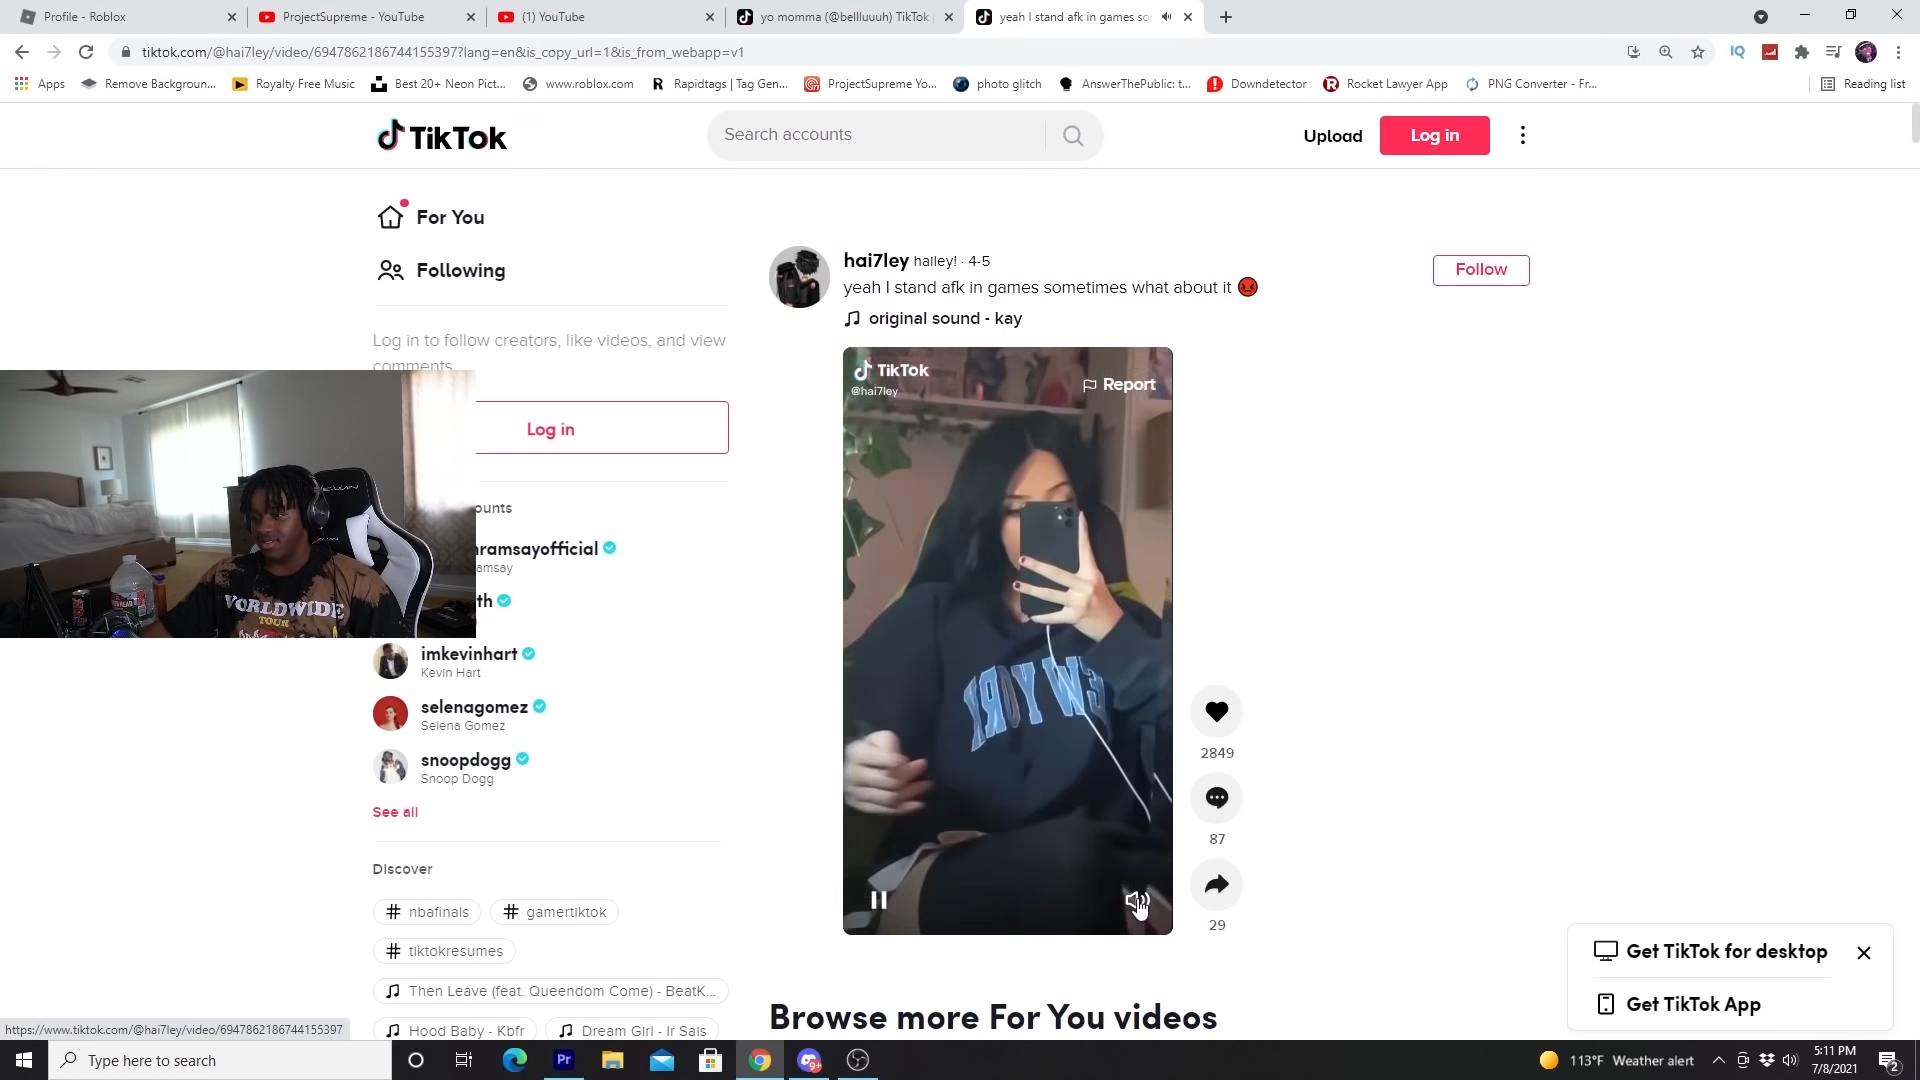 Profile - Roblox
ProjectSupreme - YouTube
(1) YouTube
yo momma (@bellluuuh) TikTok
yeah I stand afk in games so
tiktok.com/@hai7ley/video/6947862186744155397?lang=en&is_copy_url=1&is_from_webapp=v1
Apps
Remove Backgroun...
Royalty Free Music
Best 20+ Neon Pict...
www.roblox.com
Rapidtags | Tag Gen...
ProjectSupreme Yo...
photo glitch
AnswerThePublic: t...
Downdetector
Rocket Lawyer App
PNG Converter - Fr...
Reading list
TikTok
Search accounts
Upload
Log in
For You
Following
Log in to follow creators, like videos, and view
comments
Log in
ounts
ramsayofficial
amsay
th
imkevinhart
Kevin Hart
selenagomez
Selena Gomez
snoopdogg
Snoop Dogg
See all
Discover
# nbafinals
# gamertiktok
# tiktokresumes
Then Leave (feat. Queendom Come) - BeatK...
Hood Baby - Kbfr
Dream Girl - Ir Sais
hai7ley hailey! · 4-5
yeah I stand afk in games sometimes what about it 😡
original sound - kay
Follow
TikTok
@hai7ley
Report
EW YORK
2849
87
29
Browse more For You videos
Get TikTok for desktop
Get TikTok App
WORLDWIDE
TOUR
https://www.tiktok.com/@hai7ley/video/6947862186744155397
Type here to search
Pr
9+
113°F Weather alert
5:11 PM
7/8/2021
2